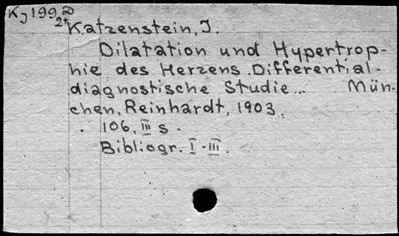 Kj1992
2+
Katzenstein, J.
Dilatation und Hypertrop-
hie des Herzens. Differential-
diagnostische Studie... Mün-
chen, Reinhardt, 1903.
106, III s.
Bibliogr. I-III.